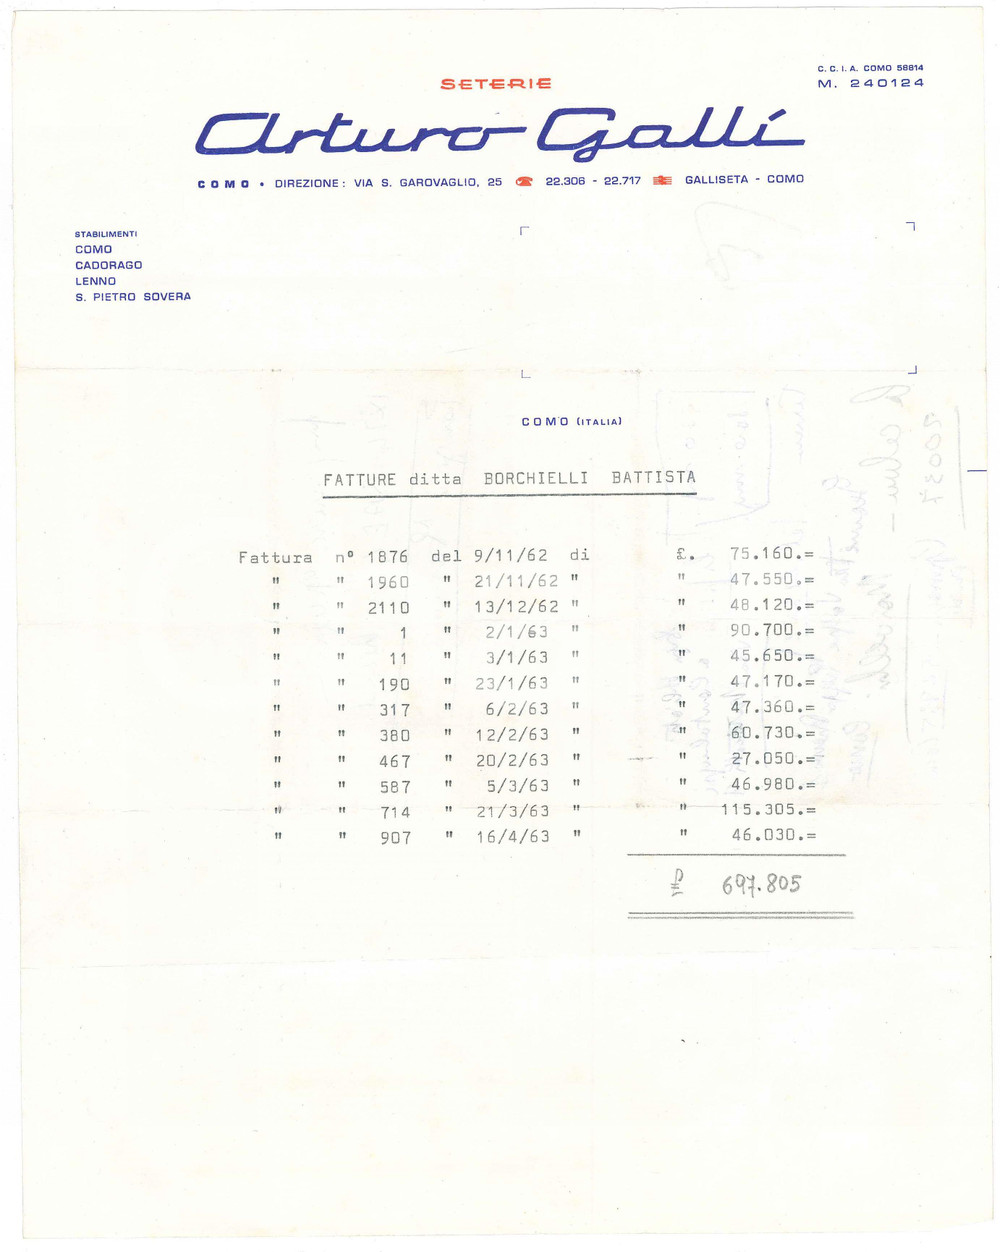 C. C. I. A. COMO 58614
M. 240124
SETERIE
Arturo Galli
COMO • DIREZIONE: VIA S. GAROVAGLIO, 25 22.306 - 22.717 GALLISETA - COMO
STABILIMENTI
COMO
CADORAGO
LENNO
S. PIETRO SOVERA
COMO (ITALIA)
FATTURE ditta BORCHIELLI BATTISTA
Fattura n° 1876 del 9/11/62 di £. 75.160.=
" " 1960 " 21/11/62 " " 47.550.=
" " 2110 " 13/12/62 " " 48.120.=
" " 1 " 2/1/63 " " 90.700.=
" " 11 " 3/1/63 " " 45.650.=
" " 190 " 23/1/63 " " 47.170.=
" " 317 " 6/2/63 " " 47.360.=
" " 380 " 12/2/63 " " 60.730.=
" " 467 " 20/2/63 " " 27.050.=
" " 587 " 5/3/63 " " 46.980.=
" " 714 " 21/3/63 " " 115.305.=
" " 907 " 16/4/63 " " 46.030.=
£ 697.805